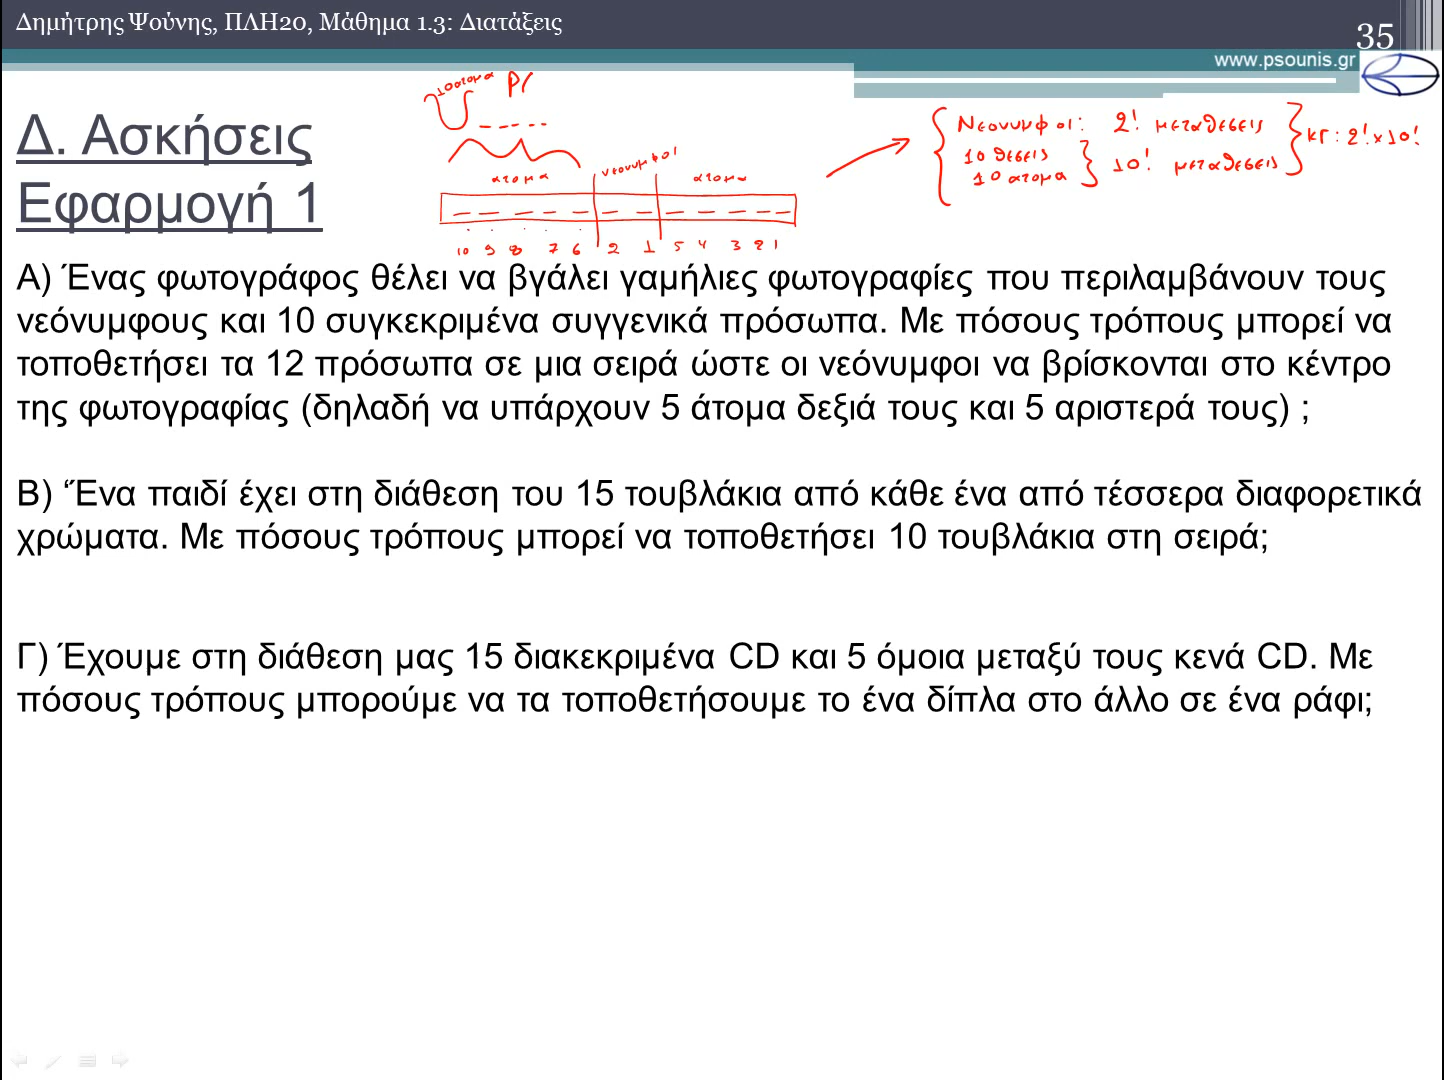 Δημήτρης Ψούνης, ΠΛΗ20, Μάθημα 1.3: Διατάξεις
35
www.psounis.gr
Δ. Ασκήσεις
Εφαρμογή 1
10 ατομα
P(
ατομα νεονυμφοι ατομα
10 9 8 7 6 2 1 5 4 3 2 1
Νεονυμφοι: 2! μεταθεσεις
10 θεσεις
10 ατομα
10! μεταθεσεις
ΚΓ: 2! x 10!
Α) Ένας φωτογράφος θέλει να βγάλει γαμήλιες φωτογραφίες που περιλαμβάνουν τους
νεόνυμφους και 10 συγκεκριμένα συγγενικά πρόσωπα. Με πόσους τρόπους μπορεί να
τοποθετήσει τα 12 πρόσωπα σε μια σειρά ώστε οι νεόνυμφοι να βρίσκονται στο κέντρο
της φωτογραφίας (δηλαδή να υπάρχουν 5 άτομα δεξιά τους και 5 αριστερά τους) ;
Β) ‘Ένα παιδί έχει στη διάθεση του 15 τουβλάκια από κάθε ένα από τέσσερα διαφορετικά
χρώματα. Με πόσους τρόπους μπορεί να τοποθετήσει 10 τουβλάκια στη σειρά;
Γ) Έχουμε στη διάθεση μας 15 διακεκριμένα CD και 5 όμοια μεταξύ τους κενά CD. Με
πόσους τρόπους μπορούμε να τα τοποθετήσουμε το ένα δίπλα στο άλλο σε ένα ράφι;